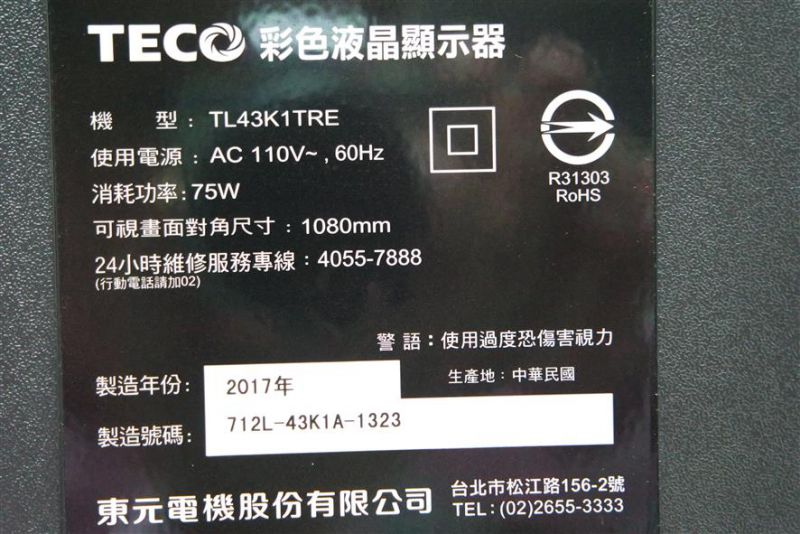 TECO 彩色液晶顯示器
機 型: TL43K1TRE
使用電源: AC 110V~, 60Hz
消耗功率: 75W
可視畫面對角尺寸: 1080mm
24小時維修服務專線: 4055-7888
(行動電話請加02)
R31303
RoHS
警 語: 使用過度恐傷害視力
製造年份: 2017年
生產地: 中華民國
製造號碼: 712L-43K1A-1323
東元電機股份有限公司
台北市松江路156-2號
TEL: (02)2655-3333